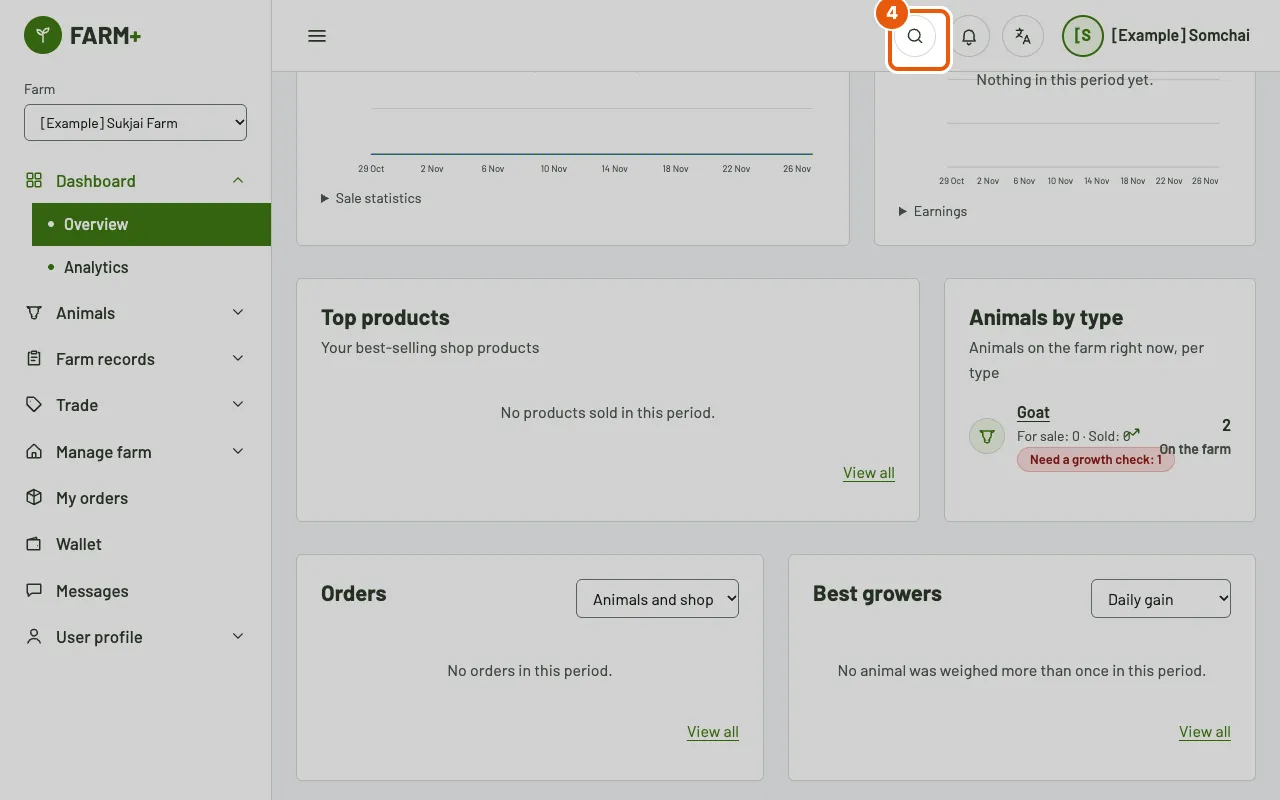 FARM+
4
[S
[Example] Somchai
Farm
[Example] Sukjai Farm
Dashboard
Overview
Analytics
Animals
Farm records
Trade
Manage farm
My orders
Wallet
Messages
User profile
29 Oct 2 Nov 6 Nov 10 Nov 14 Nov 18 Nov 22 Nov 26 Nov
Sale statistics
Nothing in this period yet.
29 Oct 2 Nov 6 Nov 10 Nov 14 Nov 18 Nov 22 Nov 26 Nov
Earnings
Top products
Your best-selling shop products
No products sold in this period.
View all
Animals by type
Animals on the farm right now, per
type
Goat
For sale: 0 · Sold: 0
Need a growth check: 1
2
On the farm
Orders
Animals and shop
No orders in this period.
View all
Best growers
Daily gain
No animal was weighed more than once in this period.
View all